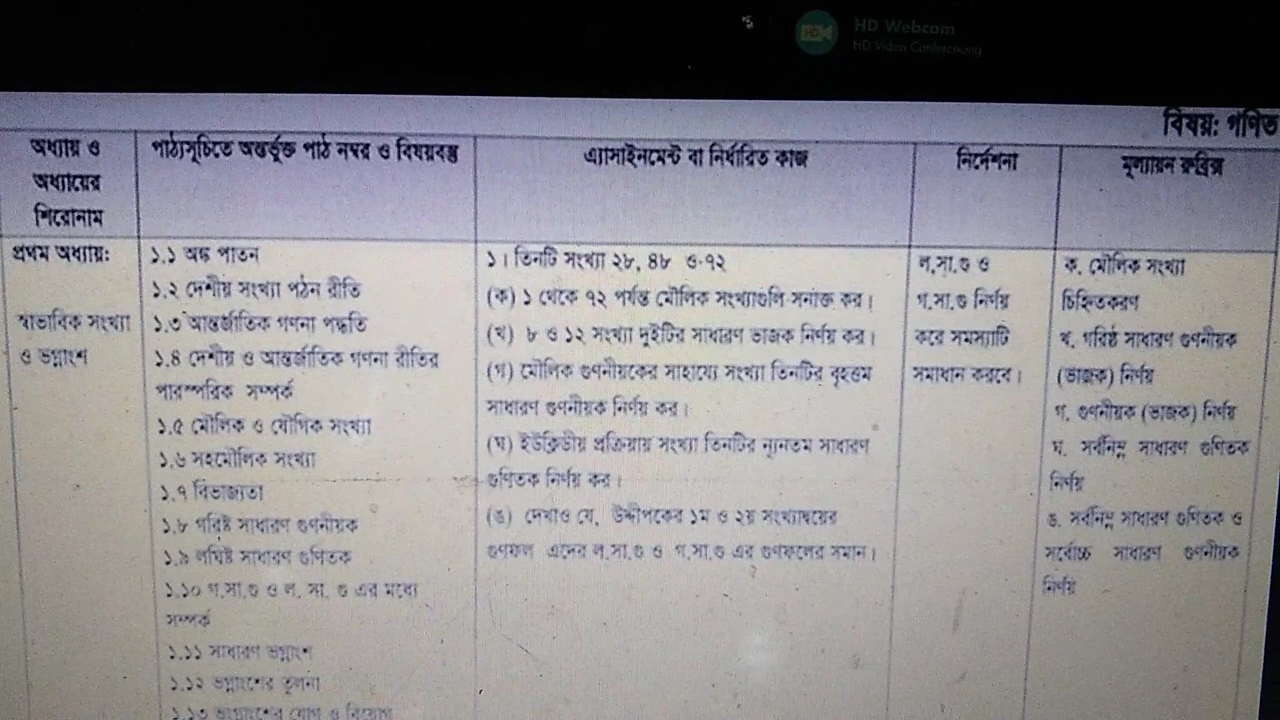 HD Webcam
HD Video Conferencing
বিষয়: গণিত
অধ্যায় ও
অধ্যায়ের
শিরোনাম
পাঠ্যসূচিতে অন্তর্ভুক্ত পাঠ নম্বর ও বিষয়বস্তু
এ্যাসাইনমেন্ট বা নির্ধারিত কাজ
নির্দেশনা
মূল্যায়ন রুব্রিক্স
প্রথম অধ্যায়:
স্বাভাবিক সংখ্যা
ও ভগ্নাংশ
১.১ অঙ্ক পাতন
১.২ দেশীয় সংখ্যা পঠন রীতি
১.৩ আন্তর্জাতিক গণনা পদ্ধতি
১.৪ দেশীয় ও আন্তর্জাতিক গণনা রীতির
পারস্পরিক সম্পর্ক
১.৫ মৌলিক ও যৌগিক সংখ্যা
১.৬ সহমৌলিক সংখ্যা
১.৭ বিভাজ্যতা
১.৮ গরিষ্ঠ সাধারণ গুণনীয়ক
১.৯ লঘিষ্ট সাধারণ গুণিতক
১.১০ গ.সা.গু ও ল. সা. গু এর মধ্যে
সম্পর্ক
১.১১ সাধারণ ভগ্নাংশ
১.১২ ভগ্নাংশের তুলনা
১.১৩ ভগ্নাংশের যোগ ও বিয়োগ
১। তিনটি সংখ্যা ২৮, ৪৮ ও ৭২
(ক) ১ থেকে ৭২ পর্যন্ত মৌলিক সংখ্যাগুলি সনাক্ত কর।
(খ) ৮ ও ১২ সংখ্যা দুইটির সাধারণ ভাজক নির্ণয় কর।
(গ) মৌলিক গুণনীয়কের সাহায্যে সংখ্যা তিনটির বৃহত্তম
সাধারণ গুণনীয়ক নির্ণয় কর।
(ঘ) ইউক্লিডীয় প্রক্রিয়ায় সংখ্যা তিনটির ন্যূনতম সাধারণ
গুণিতক নির্ণয় কর।
(ঙ) দেখাও যে, উদ্দীপকের ১ম ও ২য় সংখ্যাদ্বয়ের
গুণফল এদের ল.সা.গু ও গ.সা.গু এর গুণফলের সমান।
ল.সা.গু ও
গ.সা.গু নির্ণয়
করে সমস্যাটি
সমাধান করবে।
ক. মৌলিক সংখ্যা
চিহ্নিতকরণ
খ. গরিষ্ঠ সাধারণ গুণনীয়ক
(ভাজক) নির্ণয়
গ. গুণনীয়ক (ভাজক) নির্ণয়
ঘ. সর্বনিম্ন সাধারণ গুণিতক
নির্ণয়
ঙ. সর্বনিম্ন সাধারণ গুণিতক ও
সর্বোচ্চ সাধারণ গুণনীয়ক
নির্ণয়